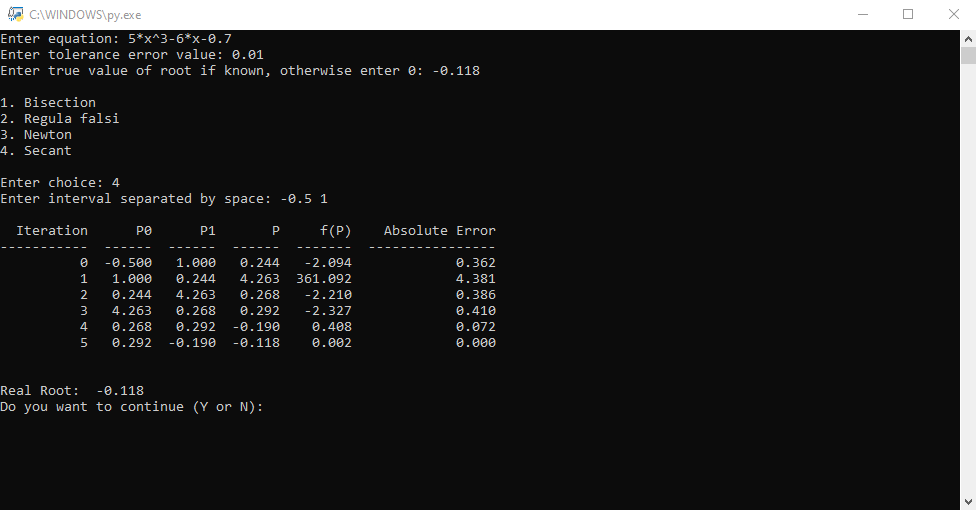 C:\WINDOWS\py.exe
Enter equation: 5*x^3-6*x-0.7
Enter tolerance error value: 0.01
Enter true value of root if known, otherwise enter 0: -0.118
1. Bisection
2. Regula falsi
3. Newton
4. Secant
Enter choice: 4
Enter interval separated by space: -0.5 1
  Iteration      P0      P1       P     f(P)    Absolute Error
-----------  ------  ------  ------  -------  ----------------
          0  -0.500   1.000   0.244   -2.094             0.362
          1   1.000   0.244   4.263  361.092             4.381
          2   0.244   4.263   0.268   -2.210             0.386
          3   4.263   0.268   0.292   -2.327             0.410
          4   0.268   0.292  -0.190    0.408             0.072
          5   0.292  -0.190  -0.118    0.002             0.000
Real Root:  -0.118
Do you want to continue (Y or N):